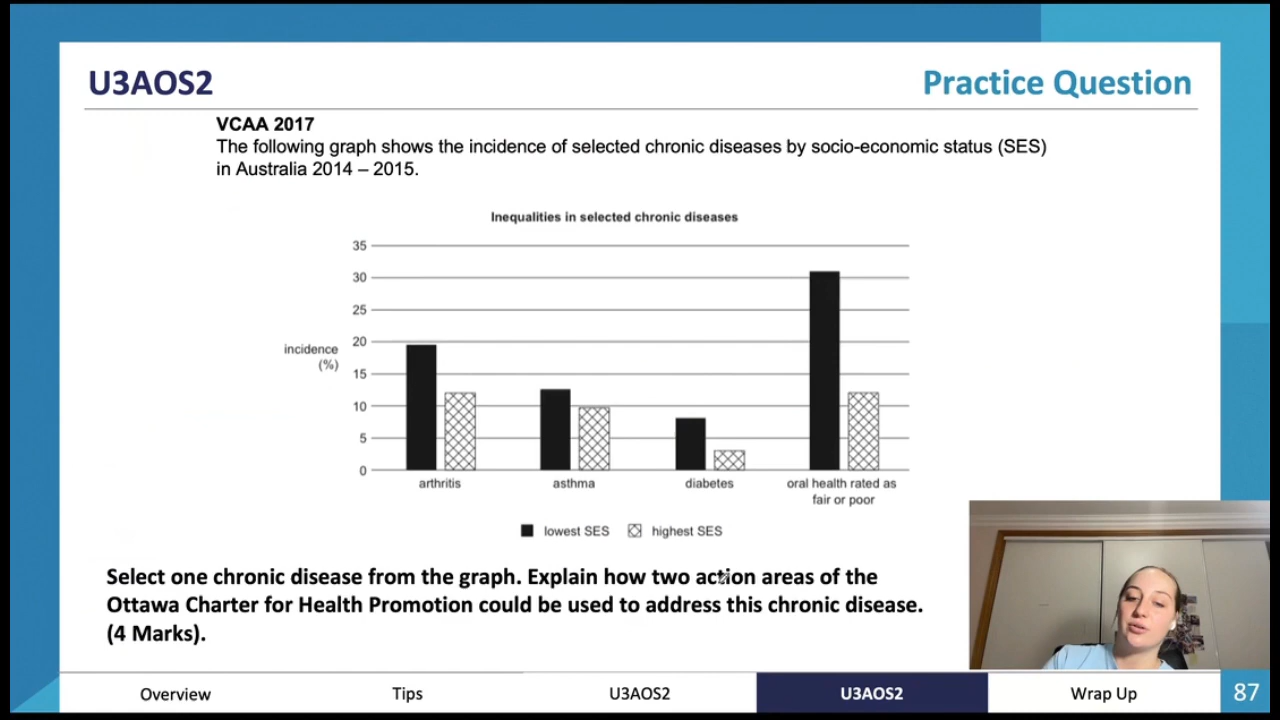 U3AOS2
Practice Question
VCAA 2017
The following graph shows the incidence of selected chronic diseases by socio-economic status (SES)
in Australia 2014 – 2015.
Inequalities in selected chronic diseases
35
30
25
20
15
10
5
0
incidence
(%)
arthritis
asthma
diabetes
oral health rated as
fair or poor
lowest SES
highest SES
Select one chronic disease from the graph. Explain how two action areas of the
Ottawa Charter for Health Promotion could be used to address this chronic disease.
(4 Marks).
Overview
Tips
U3AOS2
U3AOS2
Wrap Up
87